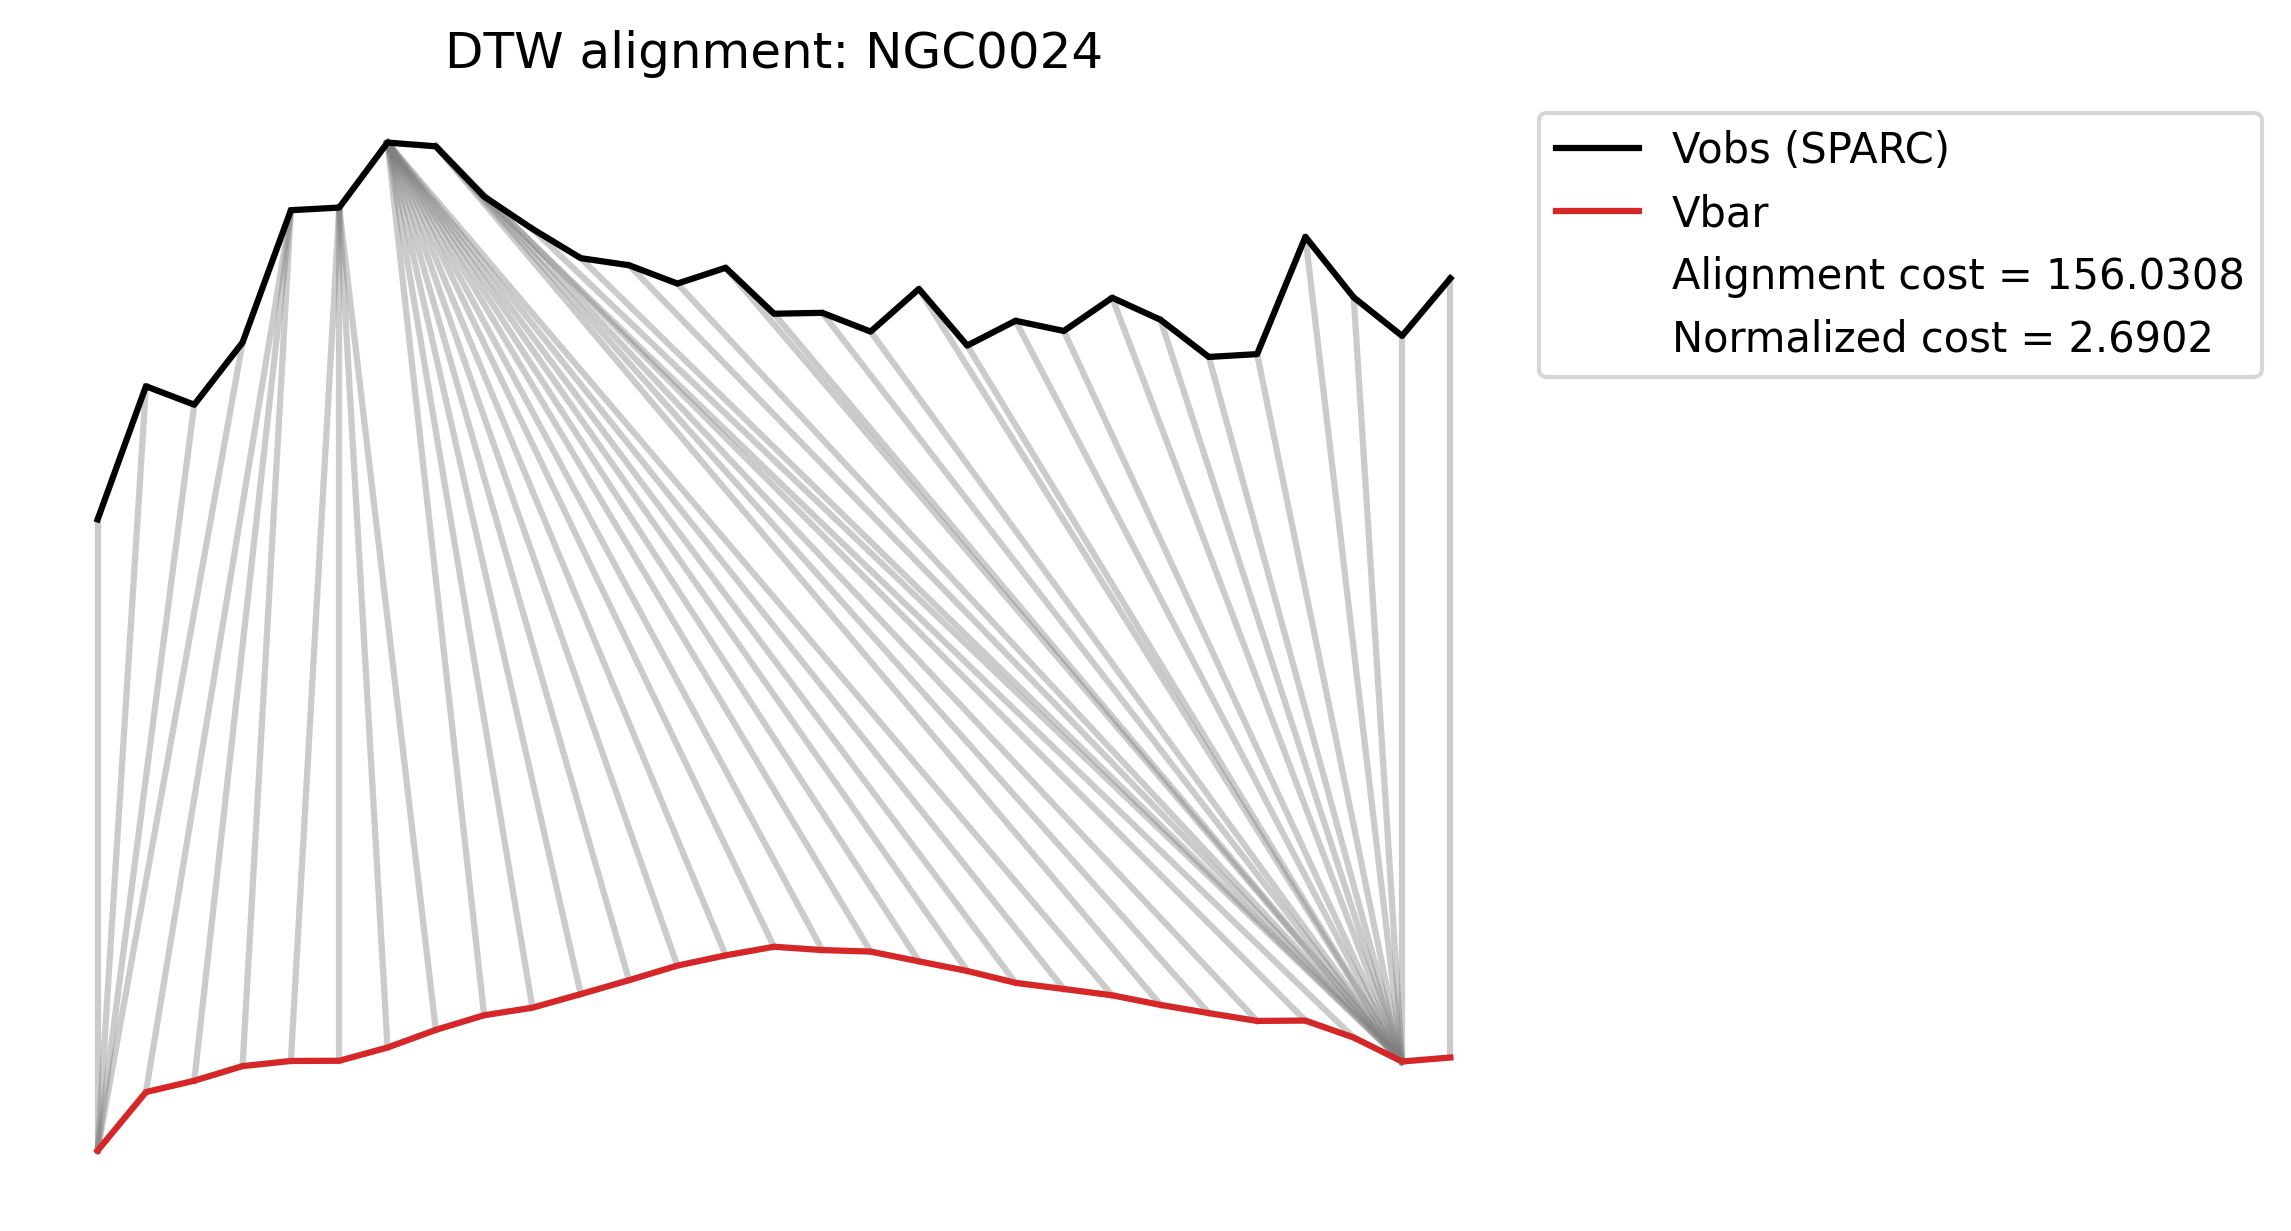 DTW alignment: NGC0024
Vobs (SPARC)
Vbar
Alignment cost = 156.0308
Normalized cost = 2.6902